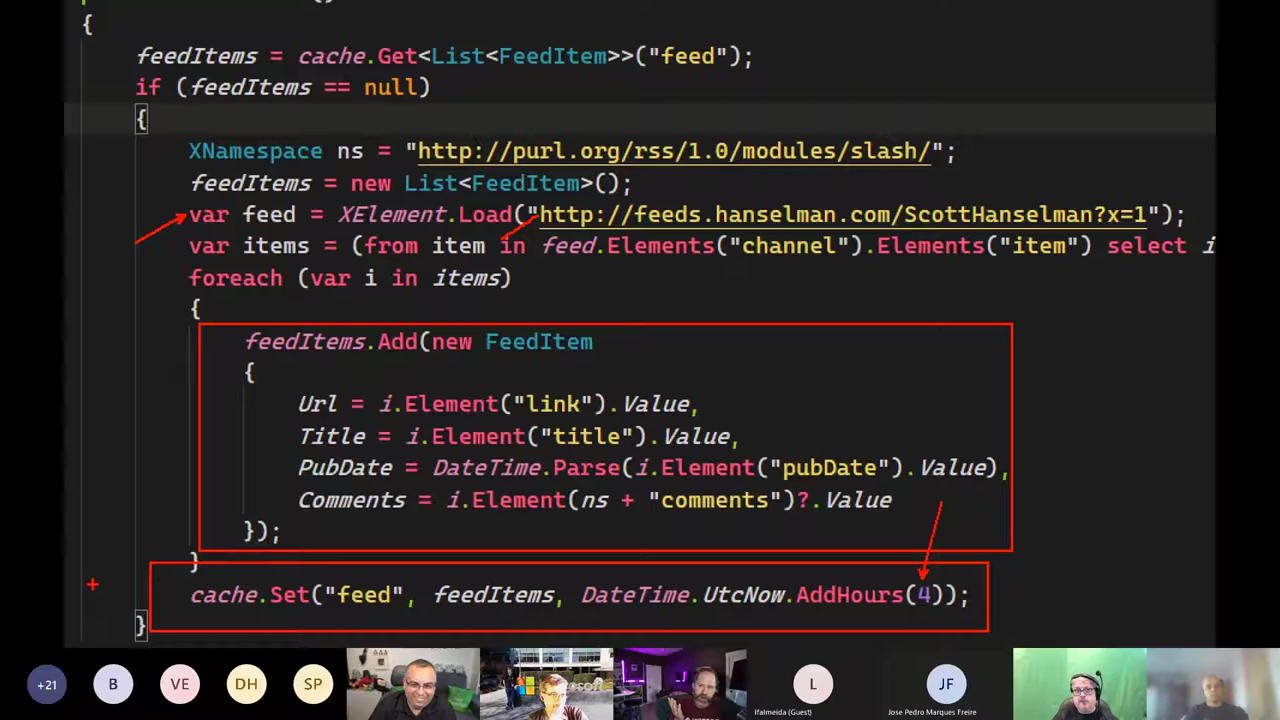 {
feedItems = cache.Get<List<FeedItem>>("feed");
if (feedItems == null)
{
XNamespace ns = "http://purl.org/rss/1.0/modules/slash/";
feedItems = new List<FeedItem>();
var feed = XElement.Load("http://feeds.hanselman.com/ScottHanselman?x=1");
var items = (from item in feed.Elements("channel").Elements("item") select i
foreach (var i in items)
{
feedItems.Add(new FeedItem
{
Url = i.Element("link").Value,
Title = i.Element("title").Value,
PubDate = DateTime.Parse(i.Element("pubDate").Value),
Comments = i.Element(ns + "comments")?.Value
});
}
cache.Set("feed", feedItems, DateTime.UtcNow.AddHours(4));
}
+21 B VE DH SP L JF
lfalmeida (Guest) Jose Pedro Marques Freire